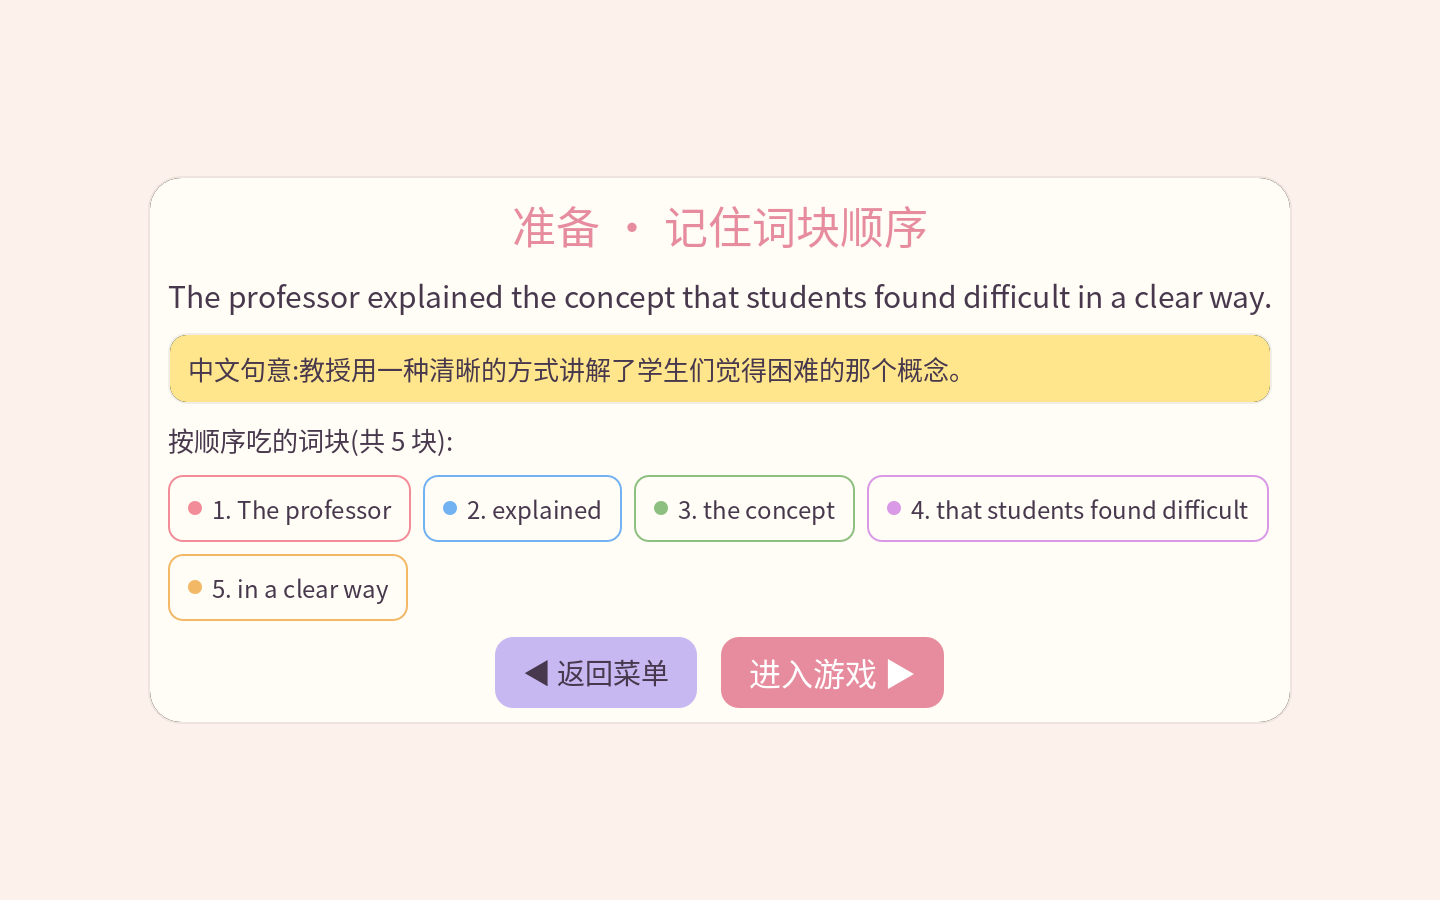 准备 · 记住词块顺序
The professor explained the concept that students found difficult in a clear way.
中文句意:教授用一种清晰的方式讲解了学生们觉得困难的那个概念。
按顺序吃的词块(共 5 块):
1. The professor
2. explained
3. the concept
4. that students found difficult
5. in a clear way
◀ 返回菜单
进入游戏 ▶